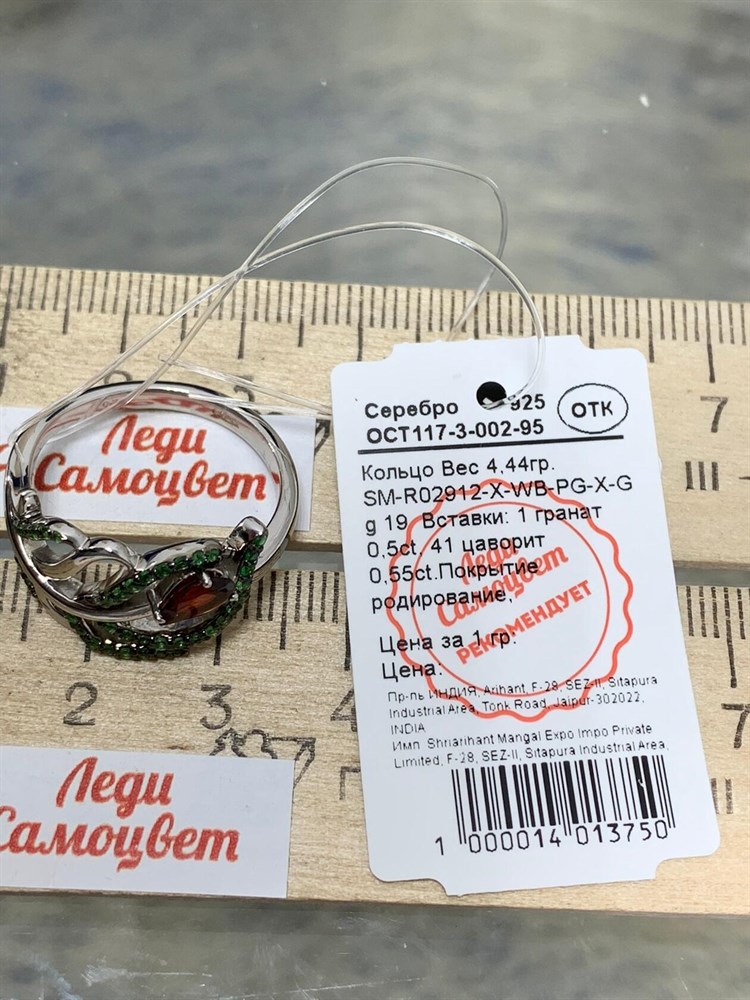 Леди
Самоцвет
Серебро 925
ОТК
ОСТ117-3-002-95
Кольцо Вес 4,44гр.
SM-R02912-X-WB-PG-X-G
g 19 Вставки: 1 гранат
0,5ct, 41 цаворит
0,55ct.Покрытие
родирование,
Леди
Самоцвет
РЕКОМЕНДУЕТ
Цена за 1 гр:
Цена:
Пр-ль ИНДИЯ, Arihant, F-28, SEZ-II, Sitapura
Industrial Area, Tonk Road, Jaipur-302022,
INDIA
Имп. Shriarihant Mangal Expo Impo Private
Limited, F-28, SEZ-II, Sitapura Industrial Area,
1 000014 013750
7
2 3 4 7
Леди
Самоцвет